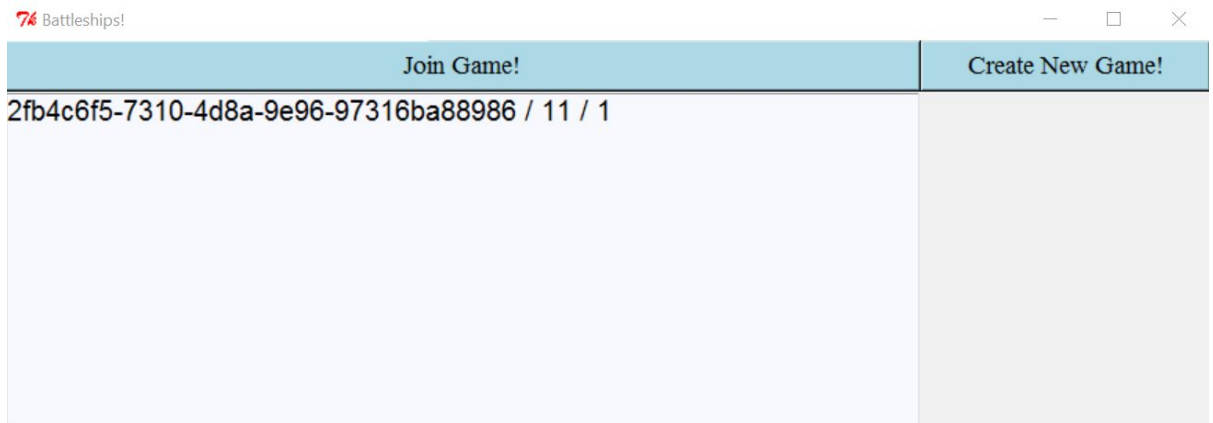 Battleships!
Join Game!
Create New Game!
2fb4c6f5-7310-4d8a-9e96-97316ba88986 / 11 / 1